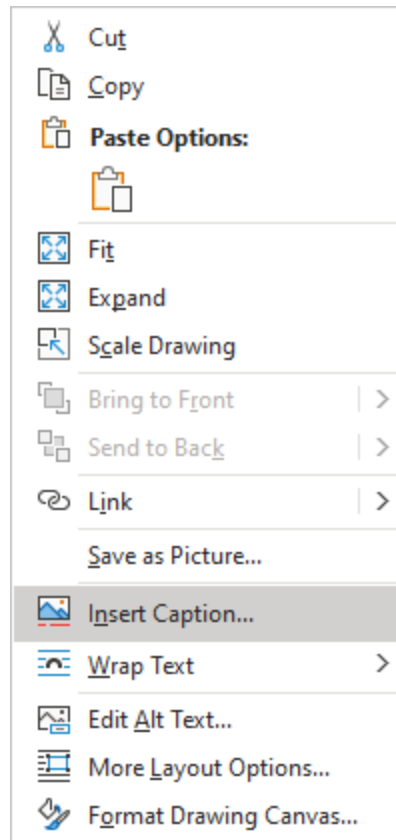 Cut
Copy
Paste Options:
Fit
Expand
Scale Drawing
Bring to Front
Send to Back
Link
Save as Picture...
Insert Caption...
Wrap Text
Edit Alt Text...
More Layout Options...
Format Drawing Canvas...